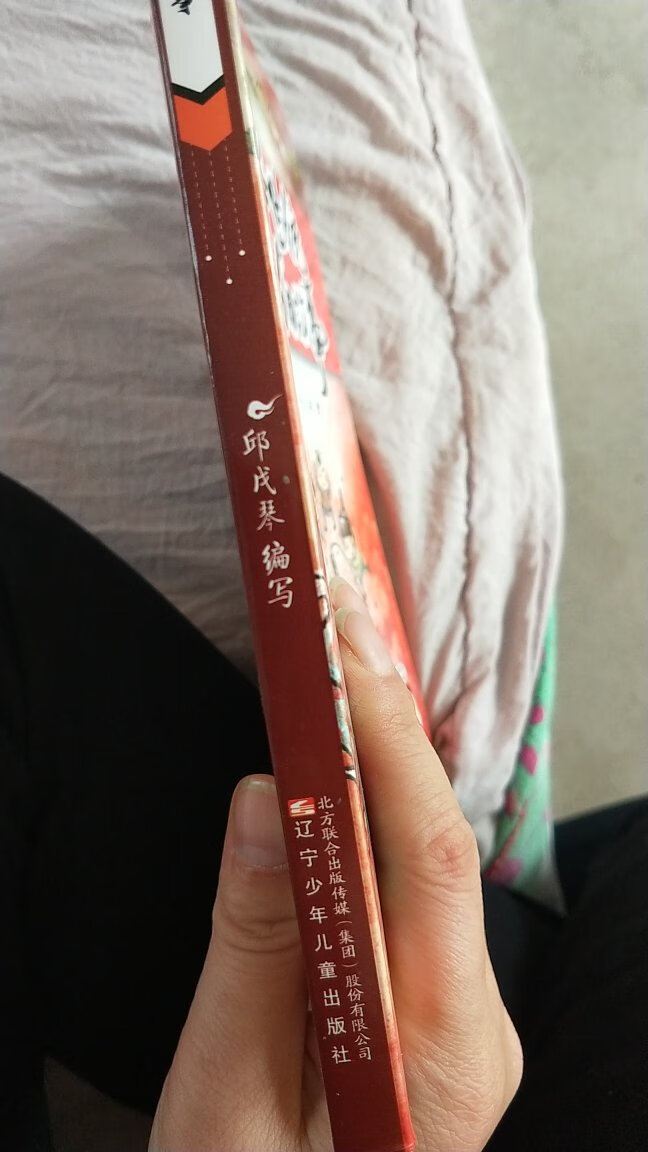 邱戌琴 编写
北方联合出版传媒（集团）股份有限公司
辽宁少年儿童出版社